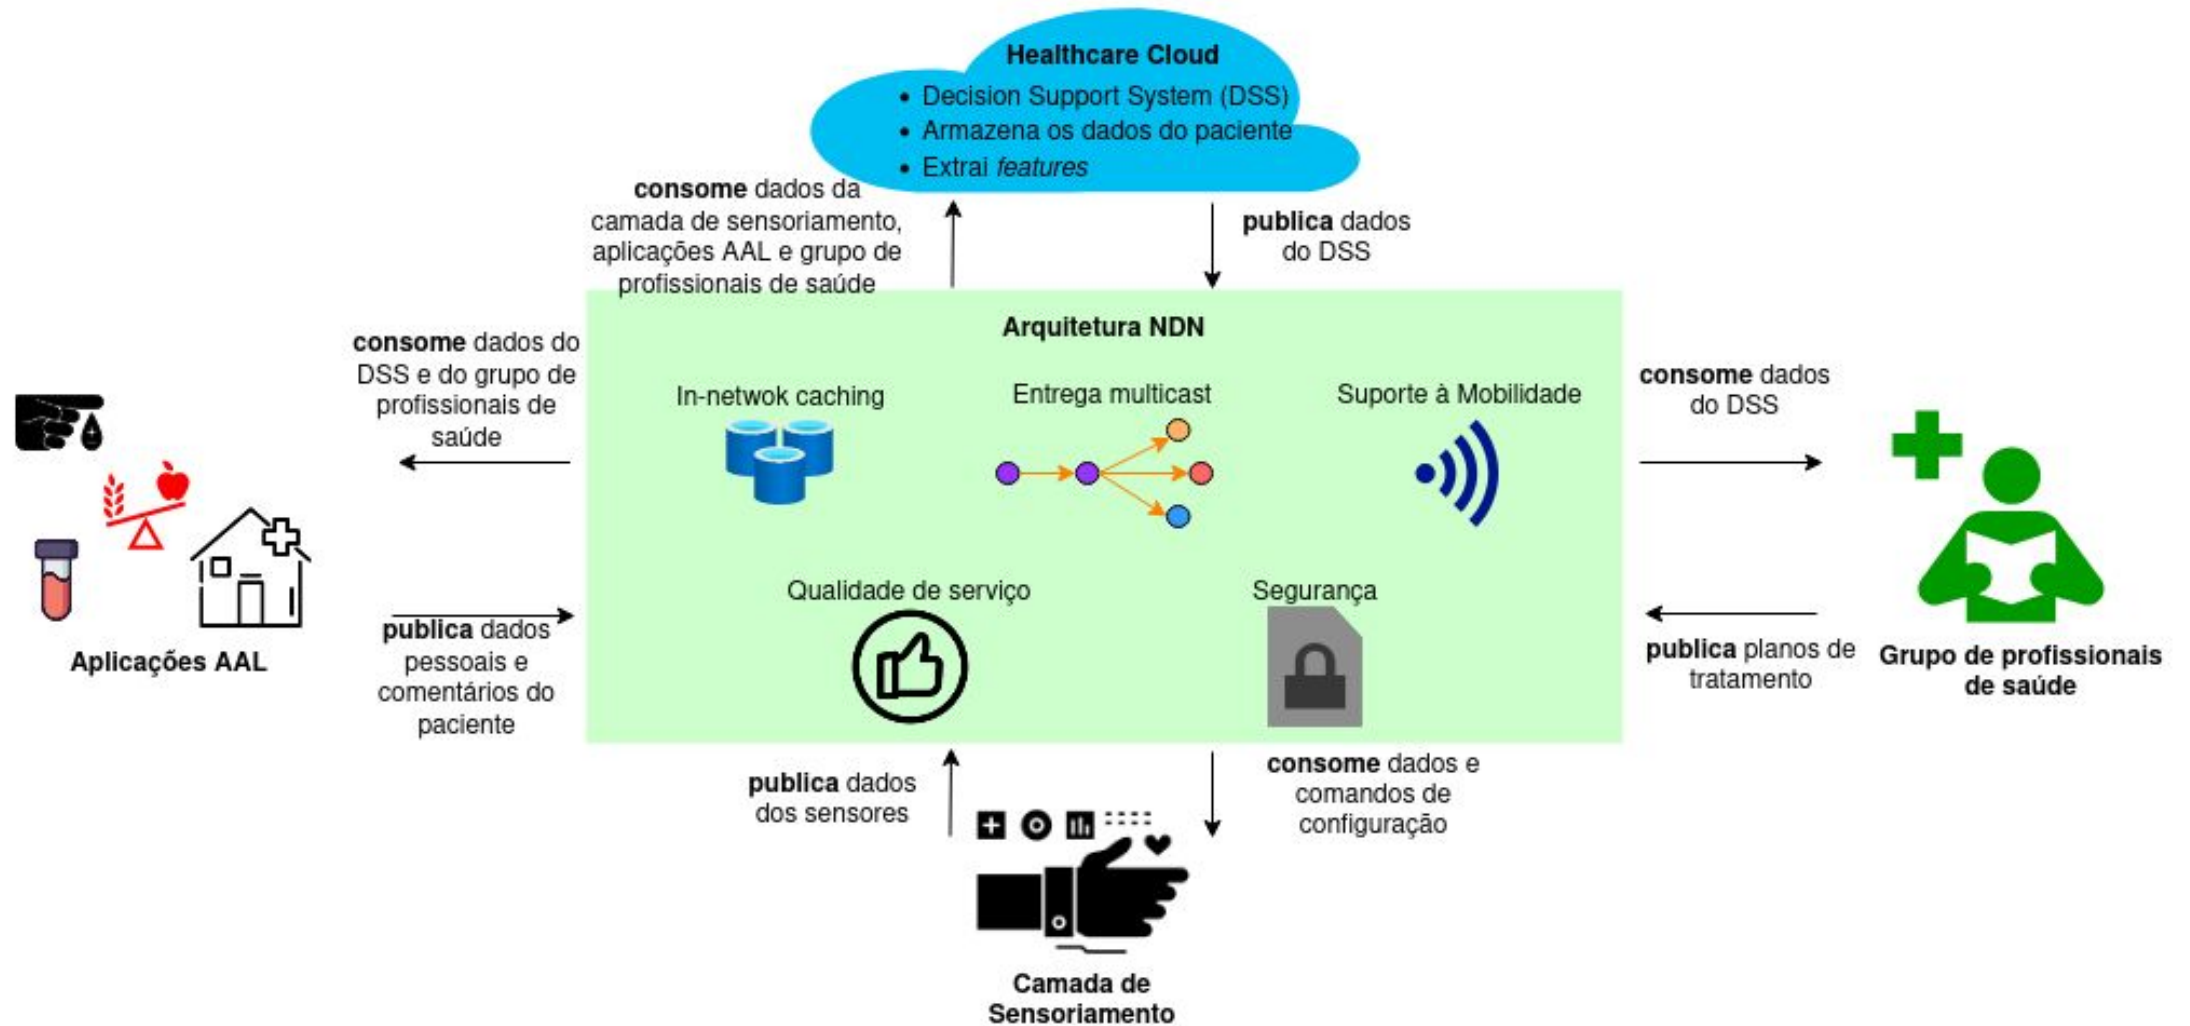 Healthcare Cloud
• Decision Support System (DSS)
• Armazena os dados do paciente
• Extrai features
consome dados da
camada de sensoriamento,
aplicações AAL e grupo de
profissionais de saúde
publica dados
do DSS
Arquitetura NDN
In-netwok caching
Entrega multicast
Suporte à Mobilidade
Qualidade de serviço
Segurança
consome dados do
DSS e do grupo de
profissionais de
saúde
Aplicações AAL
publica dados
pessoais e
comentários do
paciente
consome dados
do DSS
publica planos de
tratamento
Grupo de profissionais
de saúde
publica dados
dos sensores
consome dados e
comandos de
configuração
Camada de
Sensoriamento